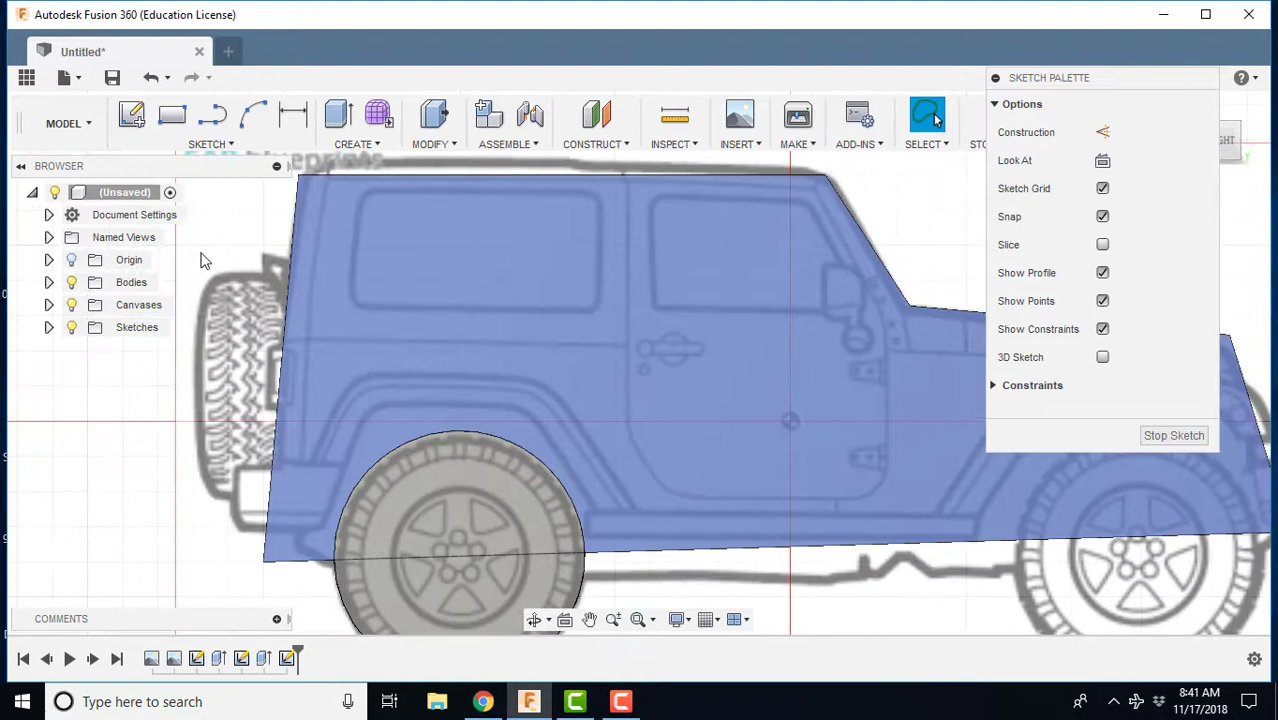 Autodesk Fusion 360 (Education License)
Untitled*
MODEL
SKETCH
CREATE
MODIFY
ASSEMBLE
CONSTRUCT
INSPECT
INSERT
MAKE
ADD-INS
SELECT
SKETCH PALETTE
Options
Construction
Look At
Sketch Grid
Snap
Slice
Show Profile
Show Points
Show Constraints
3D Sketch
Constraints
Stop Sketch
BROWSER
(Unsaved)
Document Settings
Named Views
Origin
Bodies
Canvases
Sketches
COMMENTS
Type here to search
8:41 AM
11/17/2018